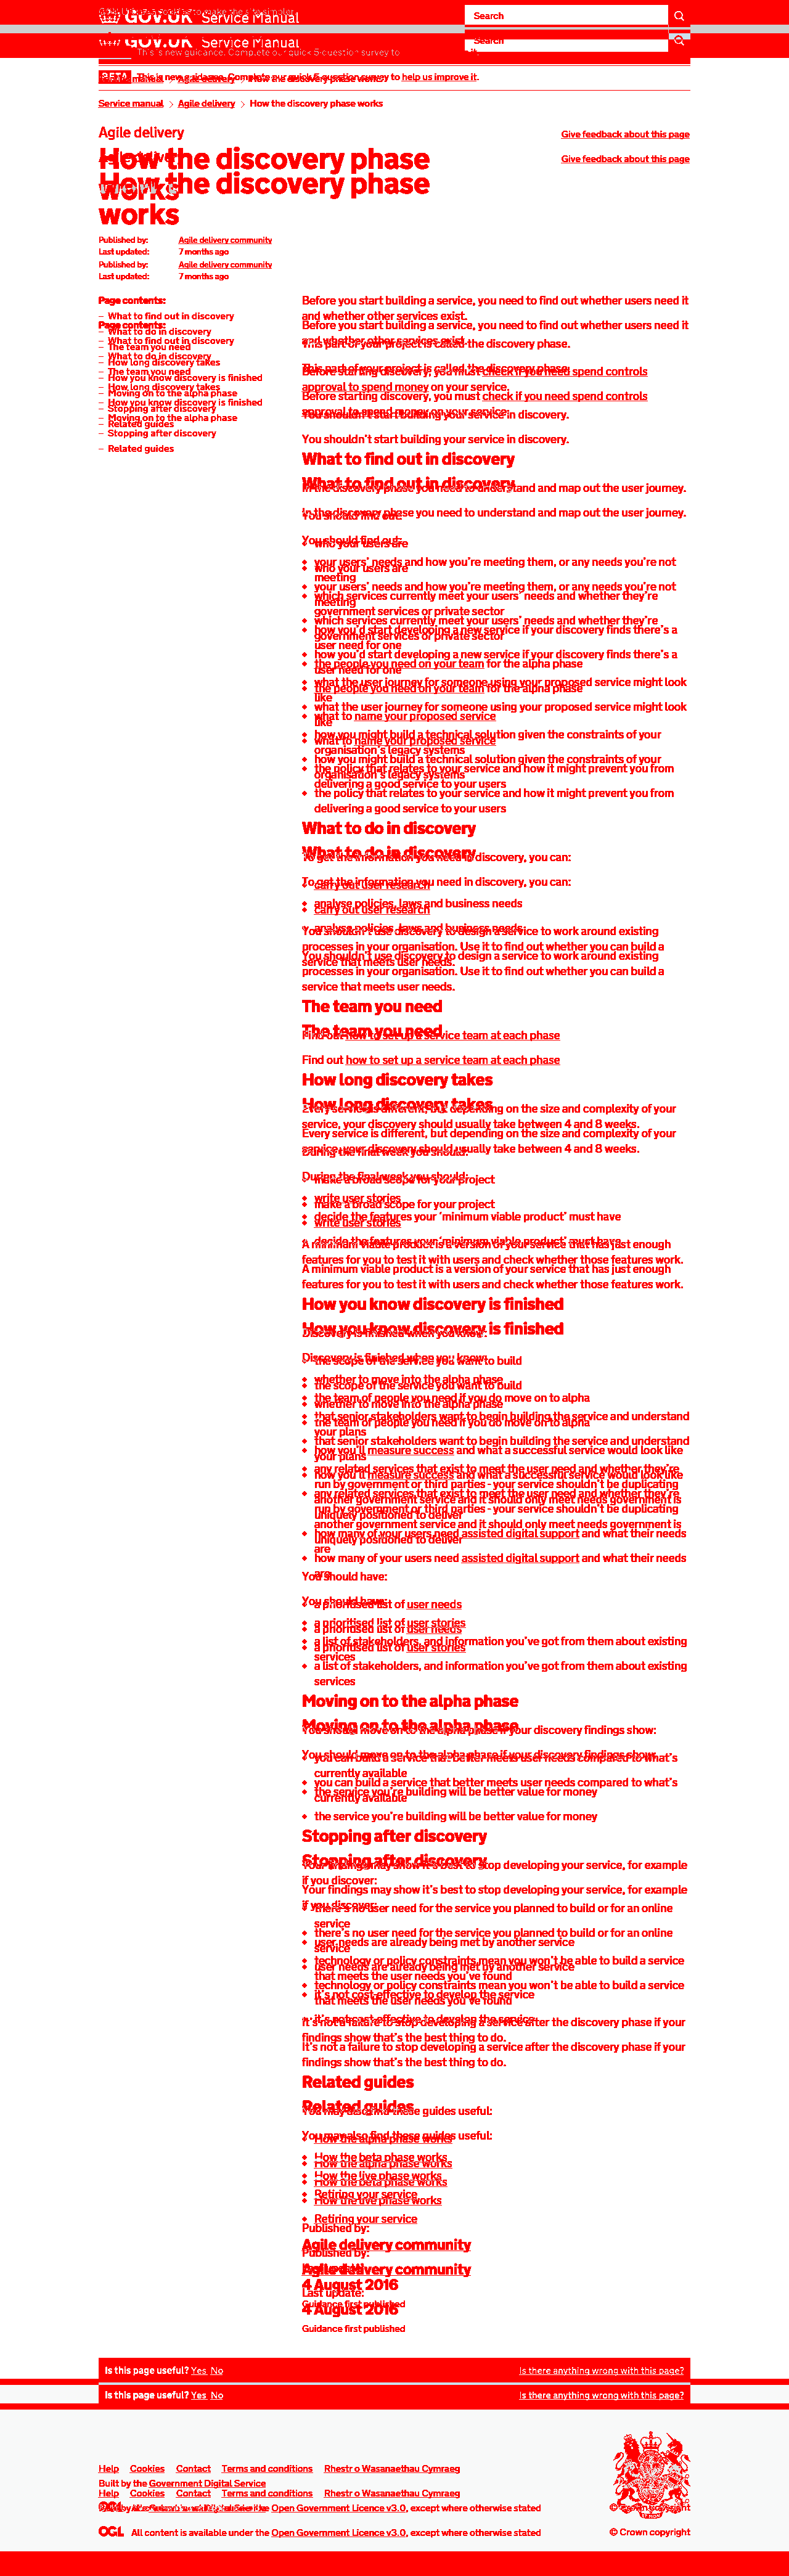 GOV.UK Service Manual
Search
GOV.UK Service Manual
Search
BETA This is new guidance. Complete our quick 5-question survey to help us improve it.
Service manual > Agile delivery > How the discovery phase works
Agile delivery
Give feedback about this page
Give feedback about this page
How the discovery phase
works
Published by: Agile delivery community
Last updated: 7 months ago
Published by: Agile delivery community
Last updated: 7 months ago
Page contents:
– What to find out in discovery
– What to do in discovery
– The team you need
– How long discovery takes
– How you know discovery is finished
– Moving on to the alpha phase
– Stopping after discovery
– Related guides
Before you start building a service, you need to find out whether users need it
and whether other services exist.
This part of your project is called the discovery phase.
Before starting discovery, you must check if you need spend controls
approval to spend money on your service.
You shouldn't start building your service in discovery.
What to find out in discovery
In the discovery phase you need to understand and map out the user journey.
You should find out:
who your users are
your users' needs and how you're meeting them, or any needs you're not
meeting
which services currently meet your users' needs and whether they're
government services or private sector
how you'd start developing a new service if your discovery finds there's a
user need for one
the people you need on your team for the alpha phase
what the user journey for someone using your proposed service might look
like
what to name your proposed service
how you might build a technical solution given the constraints of your
organisation's legacy systems
the policy that relates to your service and how it might prevent you from
delivering a good service to your users
What to do in discovery
To get the information you need in discovery, you can:
carry out user research
analyse policies, laws and business needs
You shouldn't use discovery to design a service to work around existing
processes in your organisation. Use it to find out whether you can build a
service that meets user needs.
The team you need
Find out how to set up a service team at each phase
How long discovery takes
Every service is different, but depending on the size and complexity of your
service, your discovery should usually take between 4 and 8 weeks.
During the final week you should:
make a broad scope for your project
write user stories
decide the features your 'minimum viable product' must have
A minimum viable product is a version of your service that has just enough
features for you to test it with users and check whether those features work.
How you know discovery is finished
Discovery is finished when you know:
the scope of the service you want to build
whether to move into the alpha phase
the team of people you need if you do move on to alpha
that senior stakeholders want to begin building the service and understand
your plans
how you'll measure success and what a successful service would look like
any related services that exist to meet the user need and whether they're
run by government or third parties - your service shouldn't be duplicating
another government service and it should only meet needs government is
uniquely positioned to deliver
how many of your users need assisted digital support and what their needs
are
You should have:
a prioritised list of user needs
a prioritised list of user stories
a list of stakeholders, and information you've got from them about existing
services
Moving on to the alpha phase
You should move on to the alpha phase if your discovery findings show:
you can build a service that better meets user needs compared to what's
currently available
the service you're building will be better value for money
Stopping after discovery
Your findings may show it's best to stop developing your service, for example
if you discover:
there's no user need for the service you planned to build or for an online
service
user needs are already being met by another service
technology or policy constraints mean you won't be able to build a service
that meets the user needs you've found
it's not cost-effective to develop the service
It's not a failure to stop developing a service after the discovery phase if your
findings show that's the best thing to do.
Related guides
You may also find these guides useful:
How the alpha phase works
How the beta phase works
How the live phase works
Retiring your service
Published by:
Agile delivery community
Last update:
4 August 2016
Guidance first published
Is this page useful? Yes No
Is there anything wrong with this page?
Is this page useful? Yes No
Is there anything wrong with this page?
Help Cookies Contact Terms and conditions Rhestr o Wasanaethau Cymraeg
Built by the Government Digital Service
Help Cookies Contact Terms and conditions Rhestr o Wasanaethau Cymraeg
OGL All content is available under the Open Government Licence v3.0, except where otherwise stated
© Crown copyright